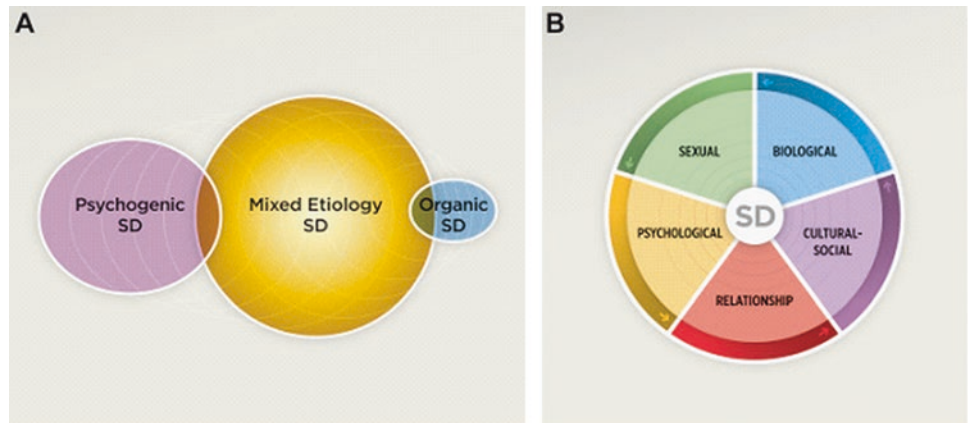 A
Psychogenic
SD
Mixed Etiology
SD
Organic
SD
B
SEXUAL
BIOLOGICAL
SD
PSYCHOLOGICAL
CULTURAL-
SOCIAL
RELATIONSHIP